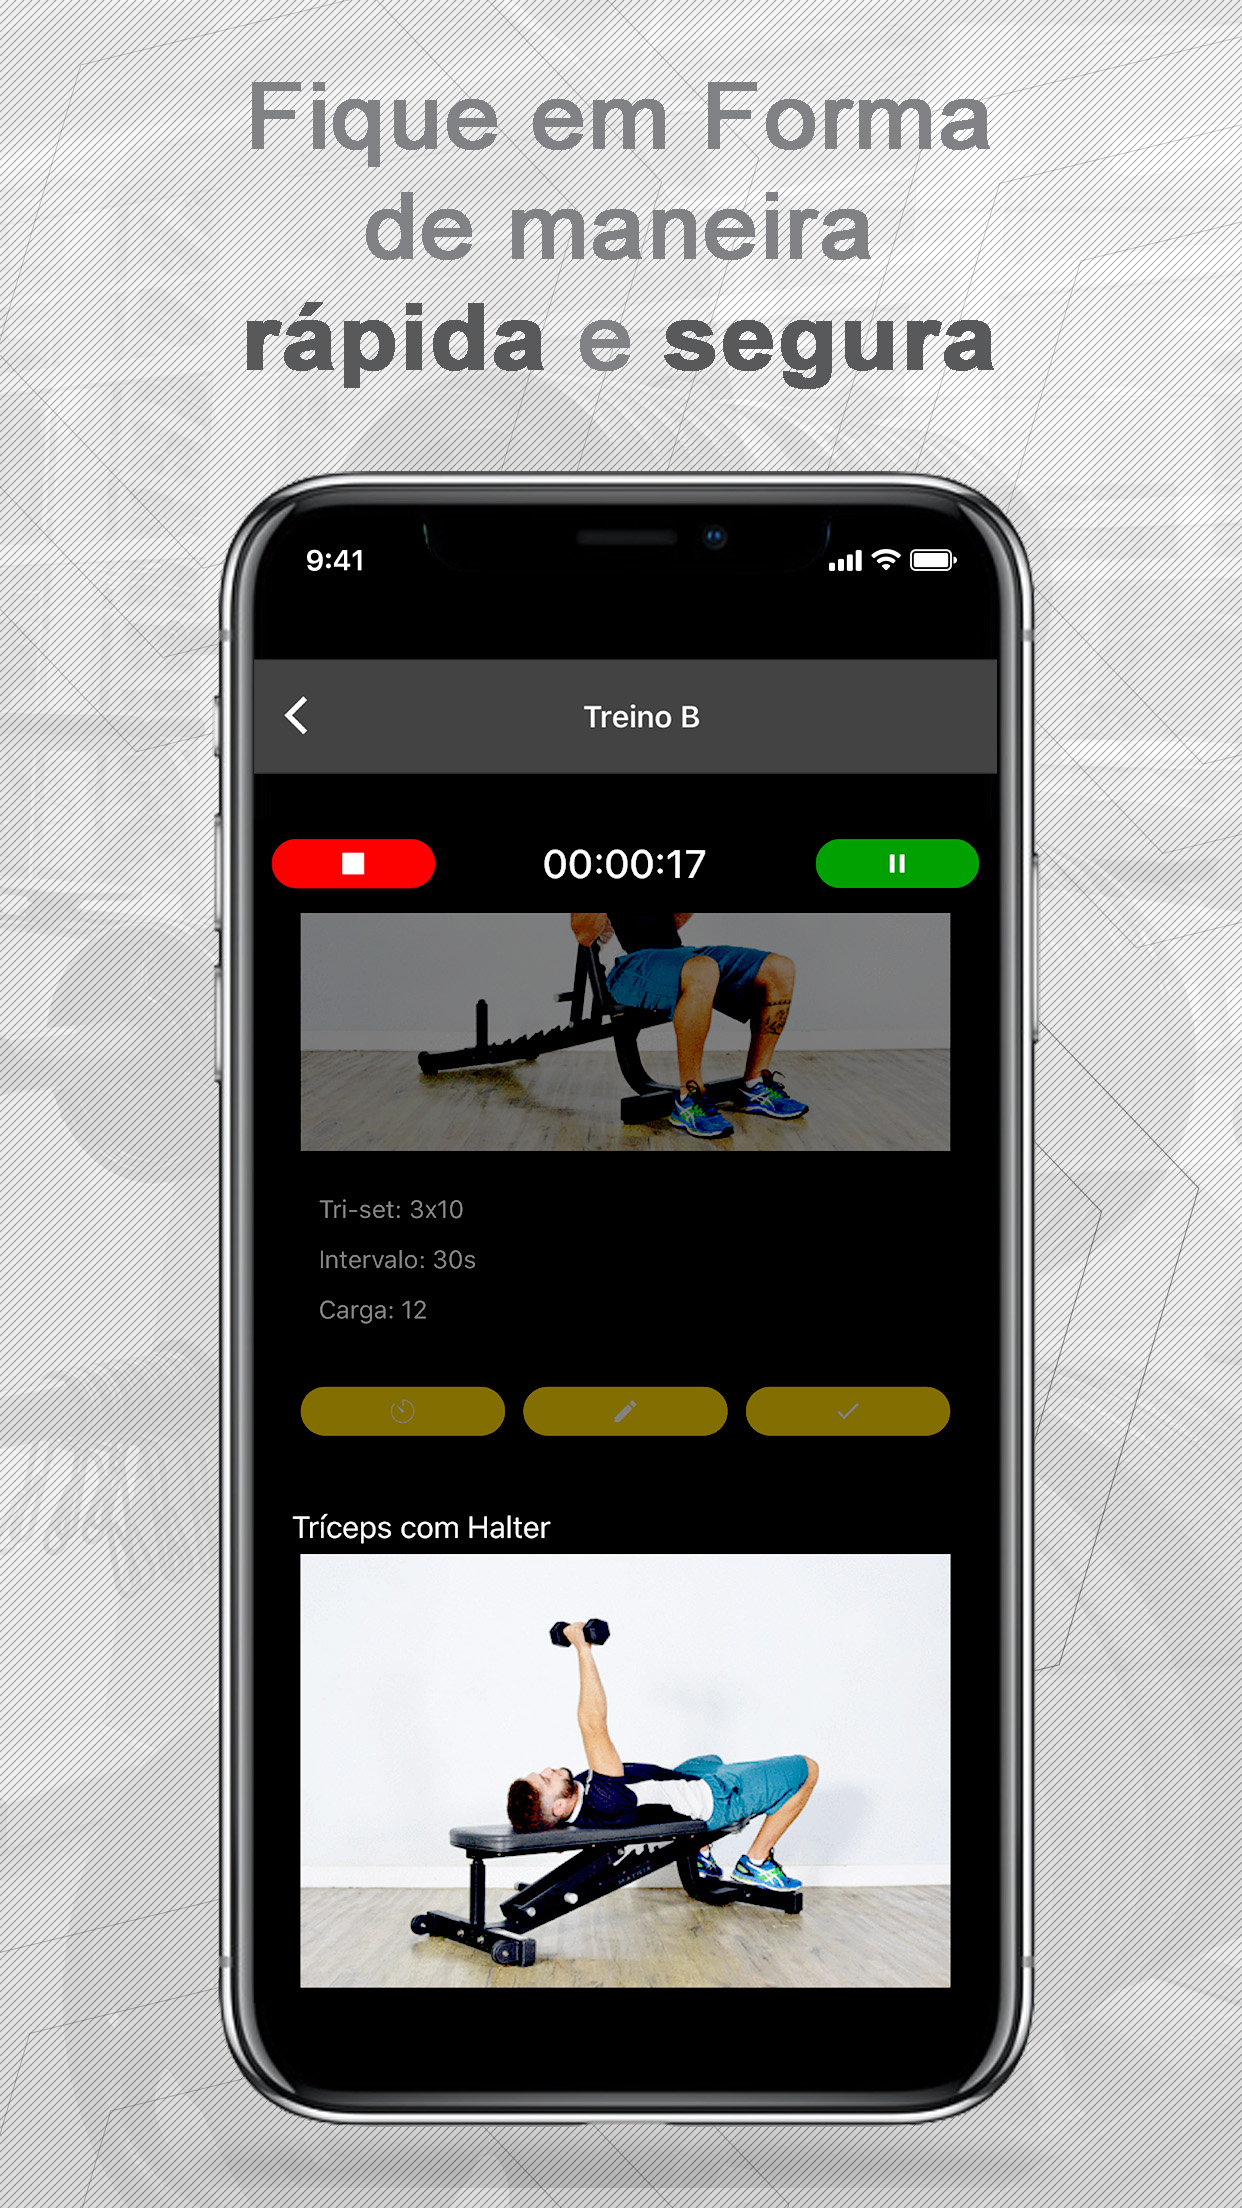 Fique em Forma
de maneira
rápida e segura
9:41
Treino B
00:00:17
Tri-set: 3x10
Intervalo: 30s
Carga: 12
Tríceps com Halter
MATRIX